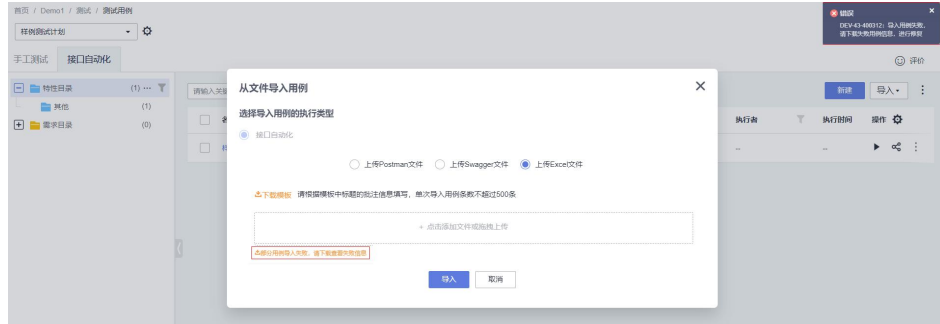 首页 / Demo1 / 测试 / 测试用例
样例测试计划
错误
DEV-43-400312：导入用例失败，
请下载失败用例信息，进行修复
手工测试 接口自动化
评价
特性目录 (1)
其他 (1)
需求目录 (0)
请输入关键
新建 导入
执行者 执行时间 操作
-- --
从文件导入用例
选择导入用例的执行类型
接口自动化
上传Postman文件 上传Swagger文件 上传Excel文件
下载模板 请根据模板中标题的批注信息填写，单次导入用例条数不超过500条
+ 点击添加文件或拖拽上传
部分用例导入失败，请下载查看失败信息
导入 取消